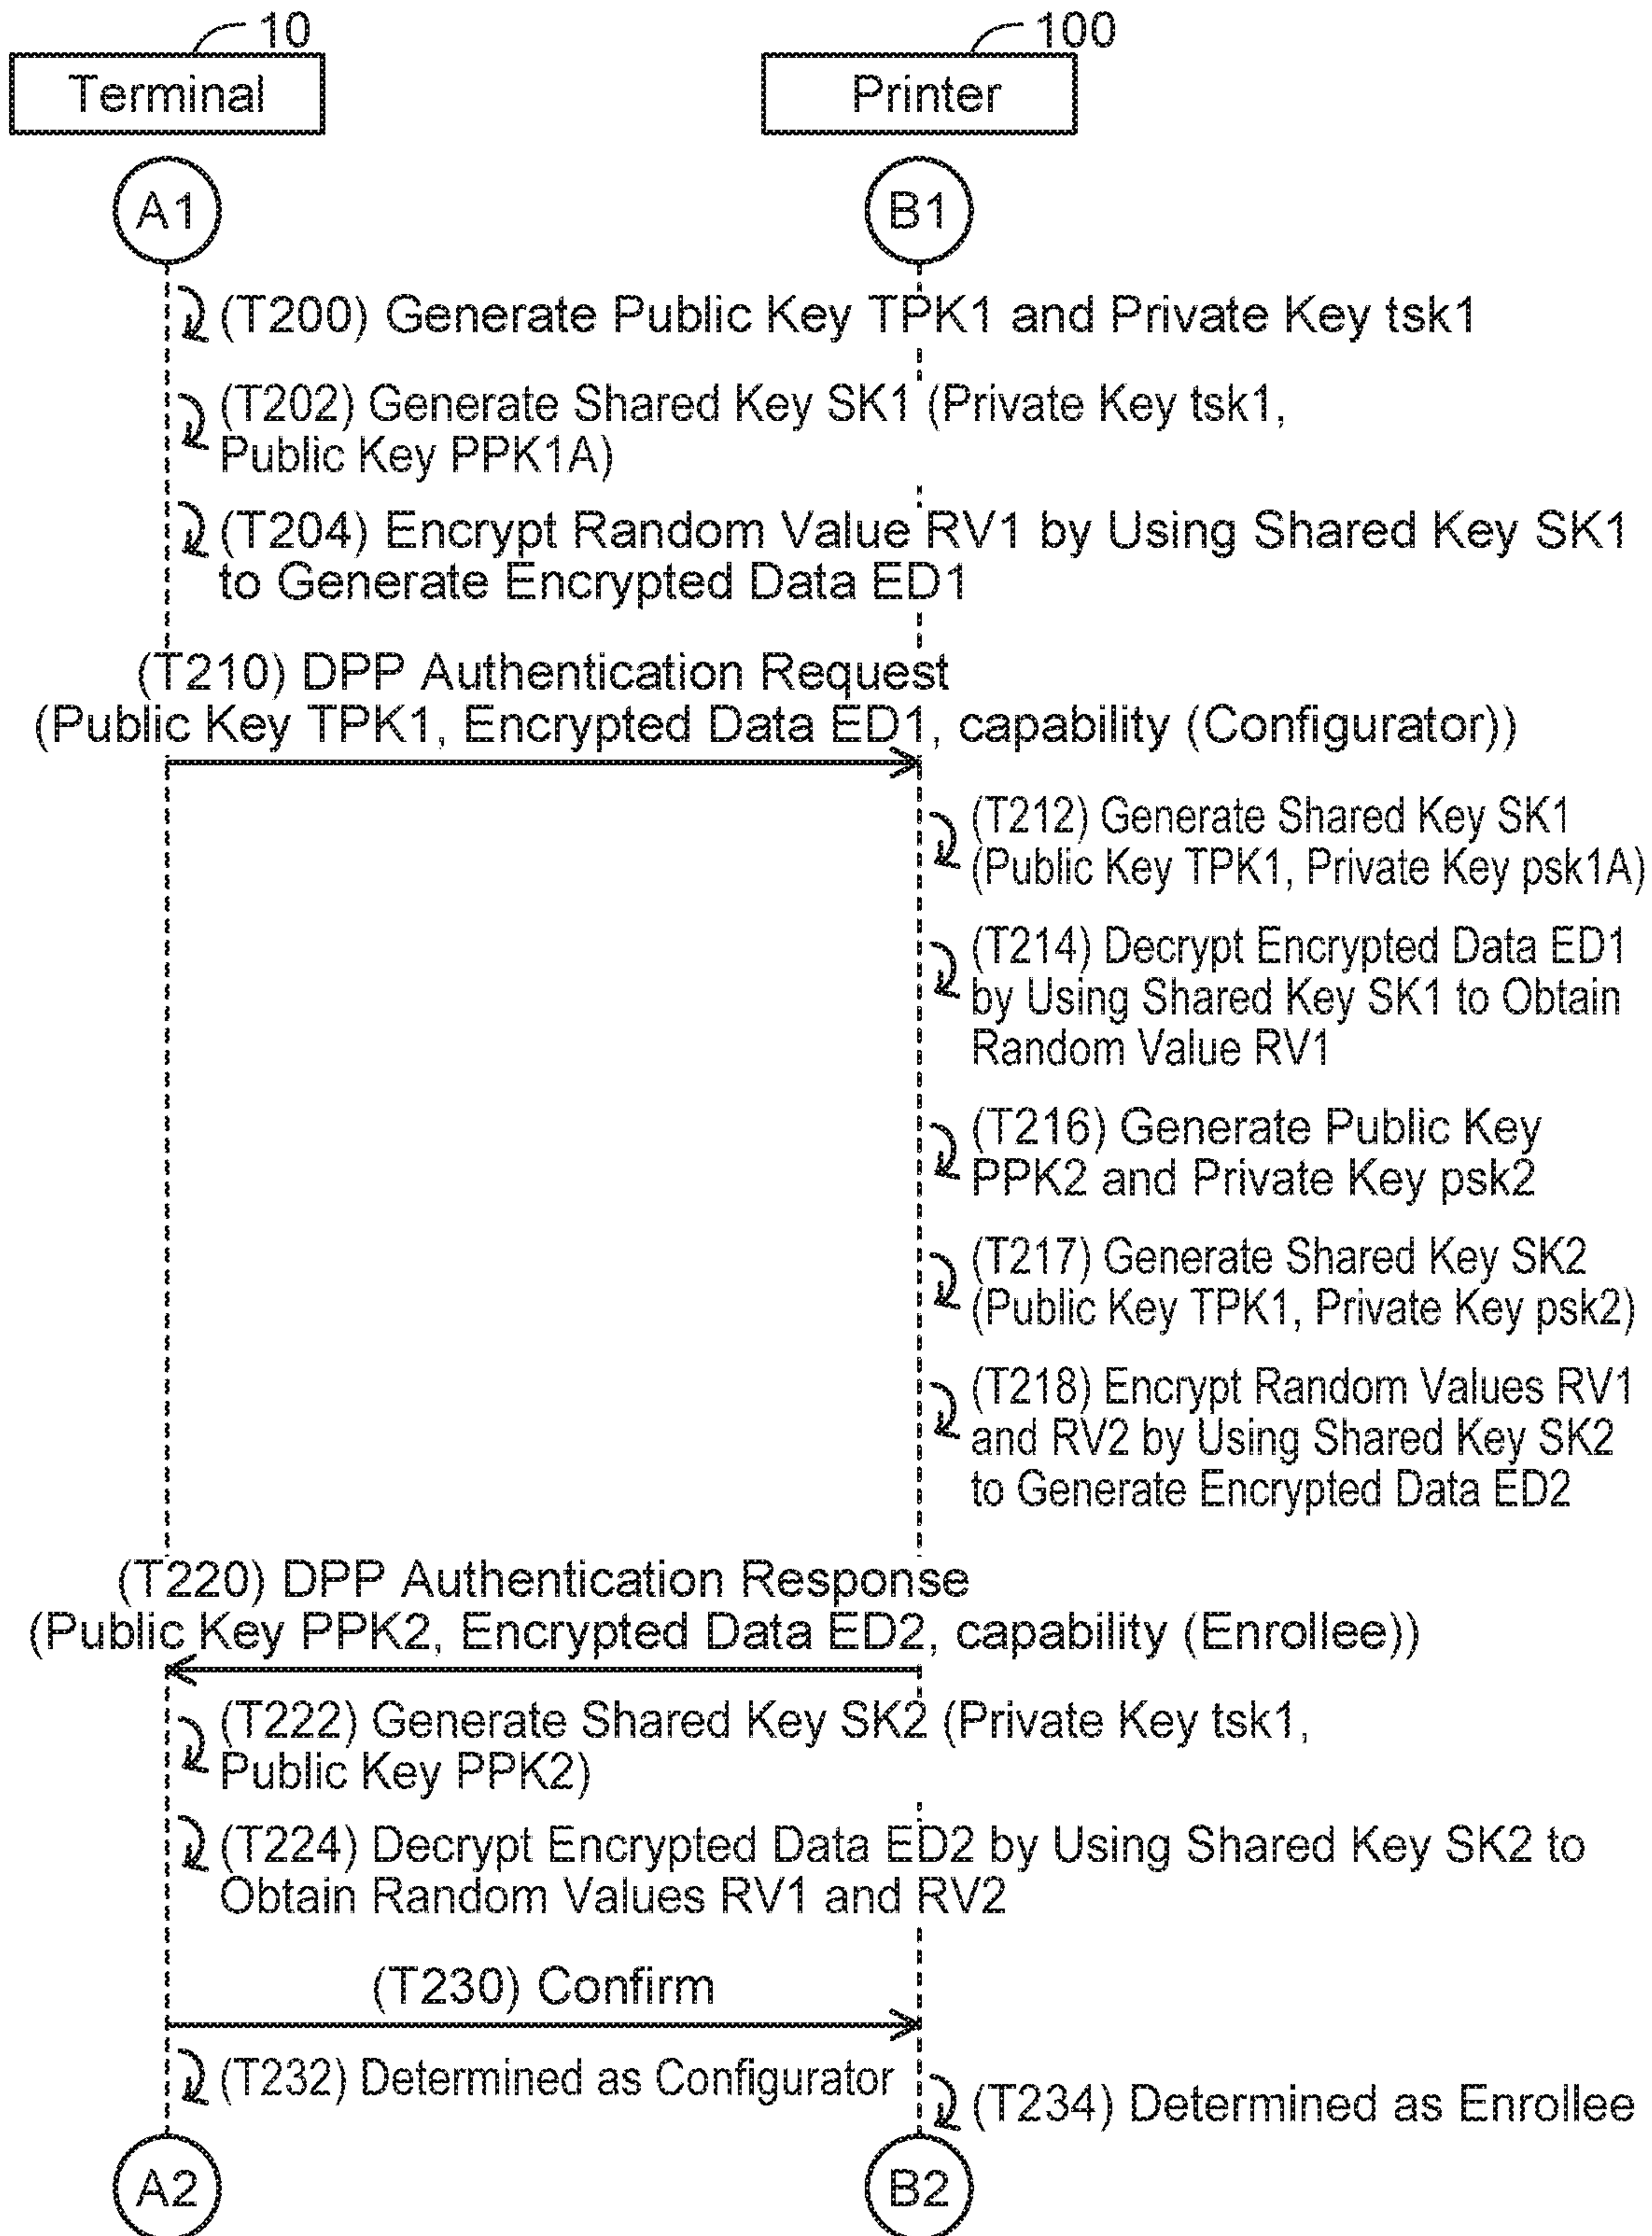 10
100
Terminal
Printer
A1
B1
(T200) Generate Public Key TPK1 and Private Key tsk1
(T202) Generate Shared Key SK1 (Private Key tsk1,
Public Key PPK1A)
(T204) Encrypt Random Value RV1 by Using Shared Key SK1
to Generate Encrypted Data ED1
(T210) DPP Authentication Request
(Public Key TPK1, Encrypted Data ED1, capability (Configurator))
(T212) Generate Shared Key SK1
(Public Key TPK1, Private Key psk1A)
(T214) Decrypt Encrypted Data ED1
by Using Shared Key SK1 to Obtain
Random Value RV1
(T216) Generate Public Key
PPK2 and Private Key psk2
(T217) Generate Shared Key SK2
(Public Key TPK1, Private Key psk2)
(T218) Encrypt Random Values RV1
and RV2 by Using Shared Key SK2
to Generate Encrypted Data ED2
(T220) DPP Authentication Response
(Public Key PPK2, Encrypted Data ED2, capability (Enrollee))
(T222) Generate Shared Key SK2 (Private Key tsk1,
Public Key PPK2)
(T224) Decrypt Encrypted Data ED2 by Using Shared Key SK2 to
Obtain Random Values RV1 and RV2
(T230) Confirm
(T232) Determined as Configurator
(T234) Determined as Enrollee
A2
B2